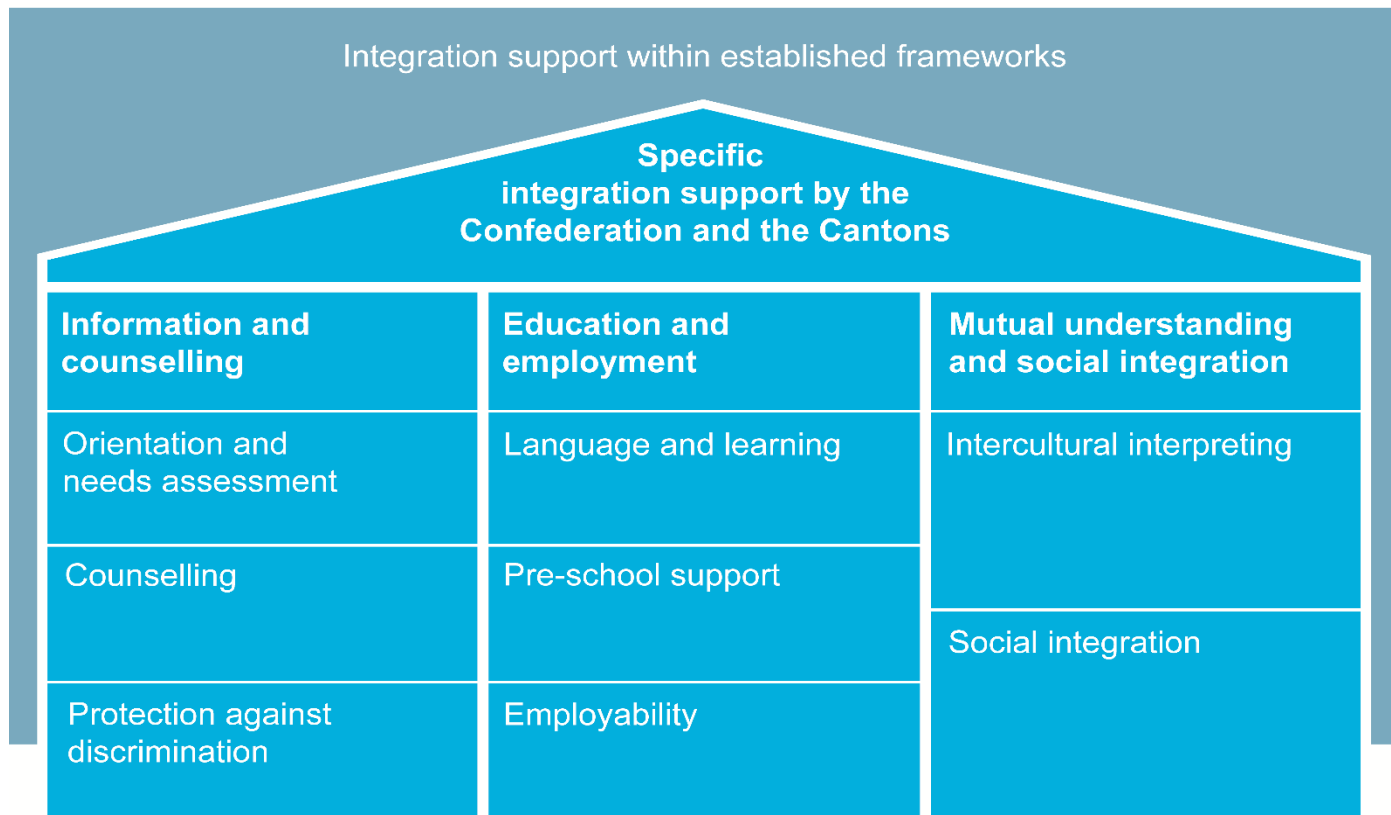 Integration support within established frameworks
Specific
integration support by the
Confederation and the Cantons
Information and
counselling
Orientation and
needs assessment
Counselling
Protection against
discrimination
Education and
employment
Language and learning
Pre-school support
Employability
Mutual understanding
and social integration
Intercultural interpreting
Social integration